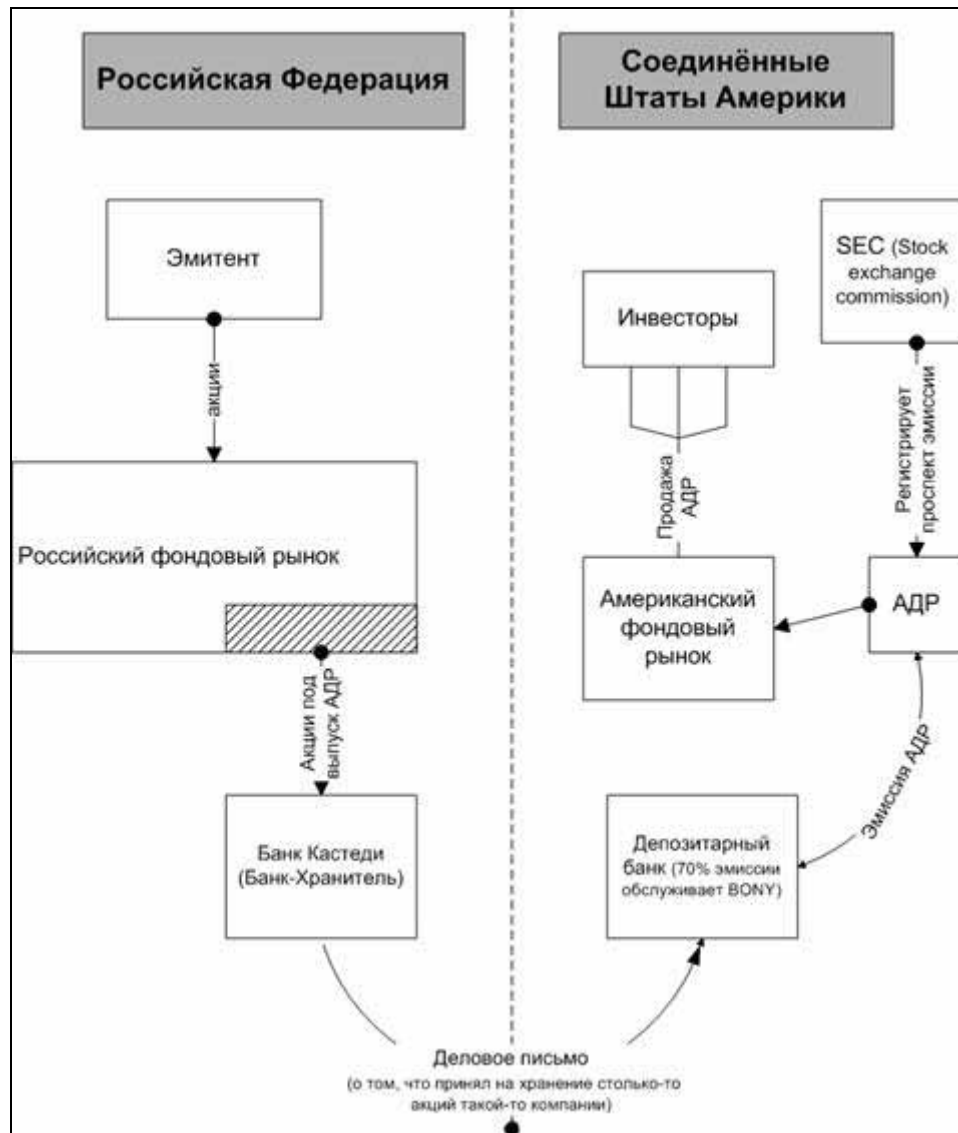 Российская Федерация
Соединённые
Штаты Америки
Эмитент
акции
Российский фондовый рынок
Акции под
выпуск АДР
Банк Кастеди
(Банк-Хранитель)
SEC (Stock
exchange
commission)
Инвесторы
Регистрирует
проспект эмиссии
Продажа
АДР
Американский
фондовый
рынок
АДР
Эмиссия АДР
Депозитарный
банк (70% эмиссии
обслуживает BONY)
Деловое письмо
(о том, что принял на хранение столько-то
акций такой-то компании)